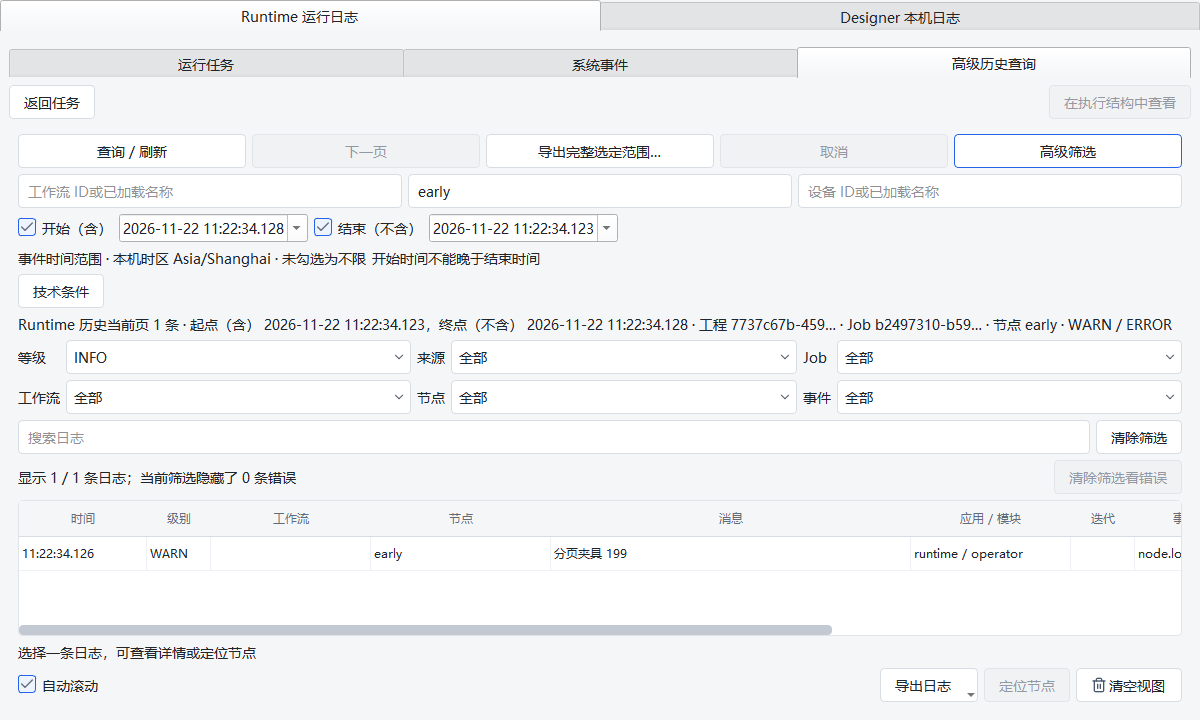 Runtime 运行日志 Designer 本机日志
运行任务 系统事件 高级历史查询
返回任务 在执行结构中查看
查询 / 刷新 下一页 导出完整选定范围... 取消 高级筛选
工作流 ID或已加载名称 early 设备 ID或已加载名称
开始（含） 2026-11-22 11:22:34.128 结束（不含） 2026-11-22 11:22:34.123
事件时间范围 · 本机时区 Asia/Shanghai · 未勾选为不限 开始时间不能晚于结束时间
技术条件
Runtime 历史当前页 1 条 · 起点（含） 2026-11-22 11:22:34.123，终点（不含） 2026-11-22 11:22:34.128 · 工程 7737c67b-459... · Job b2497310-b59... · 节点 early · WARN / ERROR
等级 INFO 来源 全部 Job 全部
工作流 全部 节点 全部 事件 全部
搜索日志 清除筛选
显示 1 / 1 条日志；当前筛选隐藏了 0 条错误 清除筛选看错误
时间 级别 工作流 节点 消息 应用 / 模块 迭代
11:22:34.126 WARN early 分页夹具 199 runtime / operator node.lo
选择一条日志，可查看详情或定位节点
自动滚动 导出日志 定位节点 清空视图